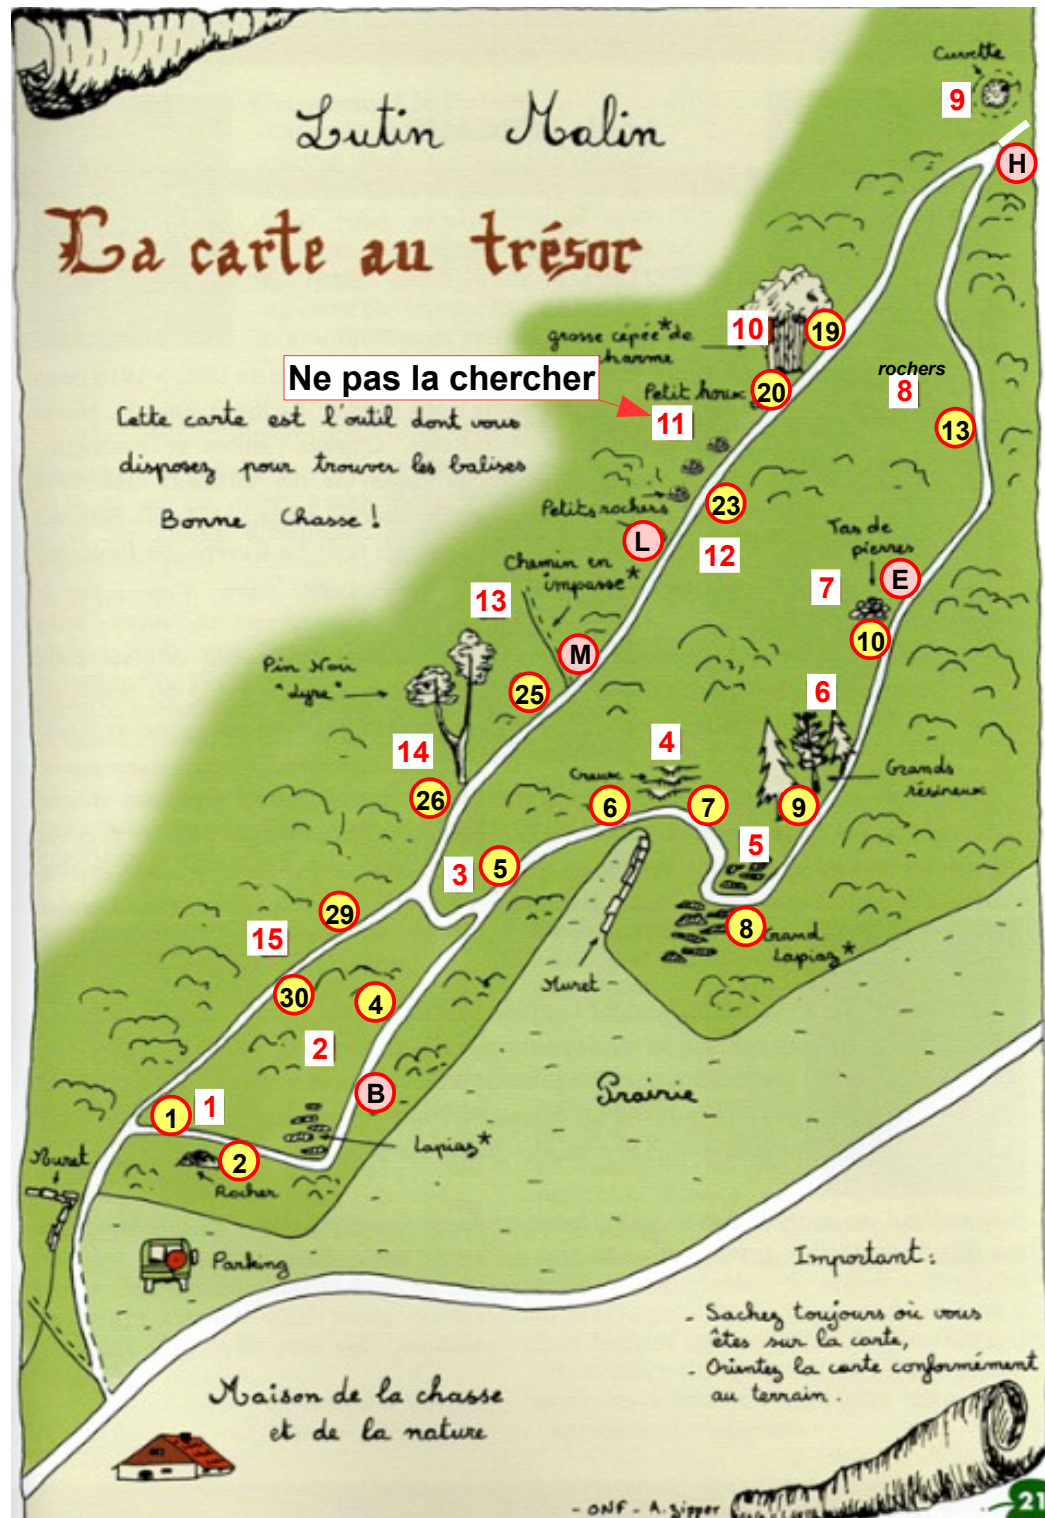 Cuvette
9
H
Lutin Malin
La carte au trésor
10
19
grosse cépée* de
charme
rochers
8
Ne pas la chercher
Petit houx
20
11
13
Cette carte est l'outil dont vous
disposez pour trouver les balises
Bonne Chasse !
Petits rochers
23
L
12
Tas de
pierres
E
7
Chemin en
impasse*
13
10
M
Pin Noir
"Lyre"
25
6
14
4
26
Creux
6
7
9
Grands
résineux
3
5
5
29
8
Grand
Lapiaz*
15
30
4
Muret
2
B
Prairie
1
1
Lapiaz*
2
Muret
Rocher
Parking
Important :
- Sachez toujours où vous
êtes sur la carte,
- Orientez la carte conformément
au terrain .
Maison de la chasse
et de la nature
- ONF - A. Zipper
21